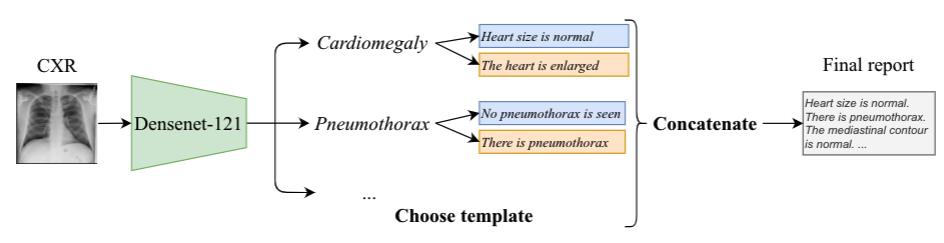 CXR
Densenet-121
Cardiomegaly
Heart size is normal
The heart is enlarged
Pneumothorax
No pneumothorax is seen
There is pneumothorax
...
Choose template
Concatenate
Final report
Heart size is normal.
There is pneumothorax.
The mediastinal contour
is normal. ...